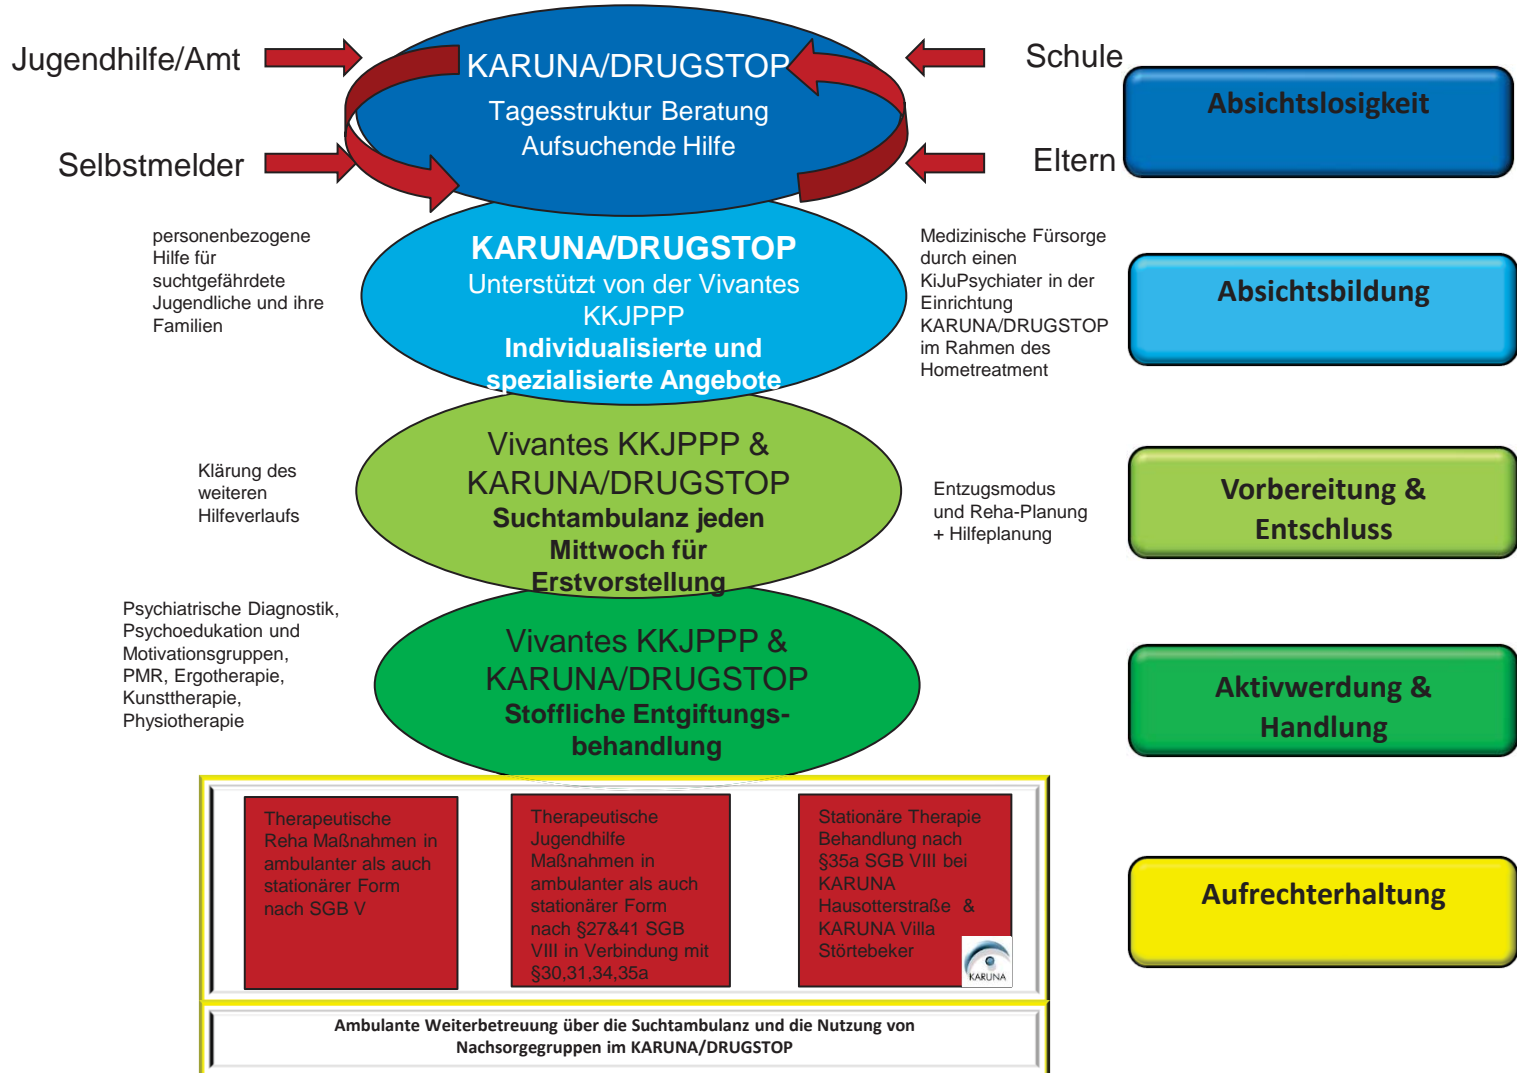 Jugendhilfe/Amt
Selbstmelder
KARUNA/DRUGSTOP
Tagesstruktur Beratung
Aufsuchende Hilfe
Schule
Eltern
Absichtslosigkeit
personenbezogene
Hilfe für
suchtgefährdete
Jugendliche und ihre
Familien
KARUNA/DRUGSTOP
Unterstützt von der Vivantes
KKJPPP
Individualisierte und
spezialisierte Angebote
Medizinische Fürsorge
durch einen
KiJuPsychiater in der
Einrichtung
KARUNA/DRUGSTOP
im Rahmen des
Hometreatment
Absichtsbildung
Klärung des
weiteren
Hilfeverlaufs
Vivantes KKJPPP &
KARUNA/DRUGSTOP
Suchtambulanz jeden
Mittwoch für
Erstvorstellung
Entzugsmodus
und Reha-Planung
+ Hilfeplanung
Vorbereitung &
Entschluss
Psychiatrische Diagnostik,
Psychoedukation und
Motivationsgruppen,
PMR, Ergotherapie,
Kunsttherapie,
Physiotherapie
Vivantes KKJPPP &
KARUNA/DRUGSTOP
Stoffliche Entgiftungs-
behandlung
Aktivwerdung &
Handlung
Therapeutische
Reha Maßnahmen in
ambulanter als auch
stationärer Form
nach SGB V
Therapeutische
Jugendhilfe
Maßnahmen in
ambulanter als auch
stationärer Form
nach §27&41 SGB
VIII in Verbindung mit
§30,31,34,35a
Stationäre Therapie
Behandlung nach
§35a SGB VIII bei
KARUNA
Hausotterstraße &
KARUNA Villa
Störtebeker
KARUNA
Aufrechterhaltung
Ambulante Weiterbetreuung über die Suchtambulanz und die Nutzung von
Nachsorgegruppen im KARUNA/DRUGSTOP